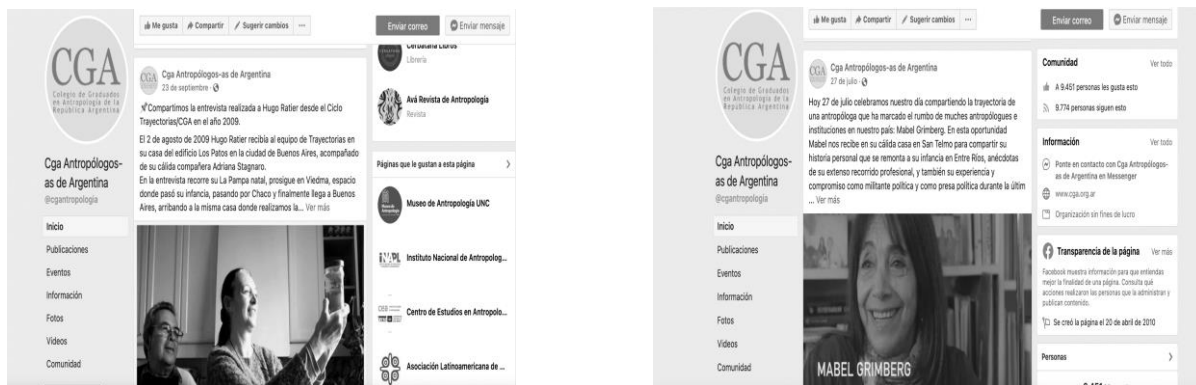 Me gusta Compartir Sugerir cambios ...
Enviar correo Enviar mensaje
CGA
Colegio de Graduados
en Antropología de la
República Argentina
Cga Antropólogos-
as de Argentina
@cgantropologia
Inicio
Publicaciones
Eventos
Información
Fotos
Videos
Comunidad
CGA
Cga Antropólogos-as de Argentina
23 de septiembre
Compartimos la entrevista realizada a Hugo Ratier desde el Ciclo
Trayectorias/CGA en el año 2009.
El 2 de agosto de 2009 Hugo Ratier recibía al equipo de Trayectorias en
su casa del edificio Los Patos en la ciudad de Buenos Aires, acompañado
de su cálida compañera Adriana Stagnaro.
En la entrevista recorre su La Pampa natal, prosigue en Viedma, espacio
donde pasó su infancia, pasando por Chaco y finalmente llega a Buenos
Aires, arribando a la misma casa donde realizamos la... Ver más
Cerbatana Libros
Librería
Avá Revista de Antropología
Revista
Páginas que le gustan a esta página
Museo de Antropología UNC
Instituto Nacional de Antropolog...
Centro de Estudios en Antropolo...
Asociación Latinoamericana de ...
Me gusta Compartir Sugerir cambios ...
Enviar correo Enviar mensaje
CGA
Colegio de Graduados
en Antropología de la
República Argentina
Cga Antropólogos-
as de Argentina
@cgantropologia
Inicio
Publicaciones
Eventos
Información
Fotos
Videos
Comunidad
CGA
Cga Antropólogos-as de Argentina
27 de julio
Hoy 27 de julio celebramos nuestro día compartiendo la trayectoria de
una antropóloga que ha marcado el rumbo de muches antropólogues e
instituciones en nuestro país: Mabel Grimberg. En esta oportunidad
Mabel nos recibe en su cálida casa en San Telmo para compartir su
historia personal que se remonta a su infancia en Entre Ríos, anécdotas
de su extenso recorrido profesional, y también su experiencia y
compromiso como militante política y como presa política durante la últim
... Ver más
MABEL GRIMBERG
Comunidad Ver todo
A 9.451 personas les gusta esto
9.774 personas siguen esto
Información Ver todo
Ponte en contacto con Cga Antropólogos-
as de Argentina en Messenger
www.cga.org.ar
Organización sin fines de lucro
Transparencia de la página Ver más
Facebook muestra información para que entiendas
mejor la finalidad de una página. Consulta qué
acciones realizaron las personas que la administran y
publican contenido.
Se creó la página el 20 de abril de 2010
Personas